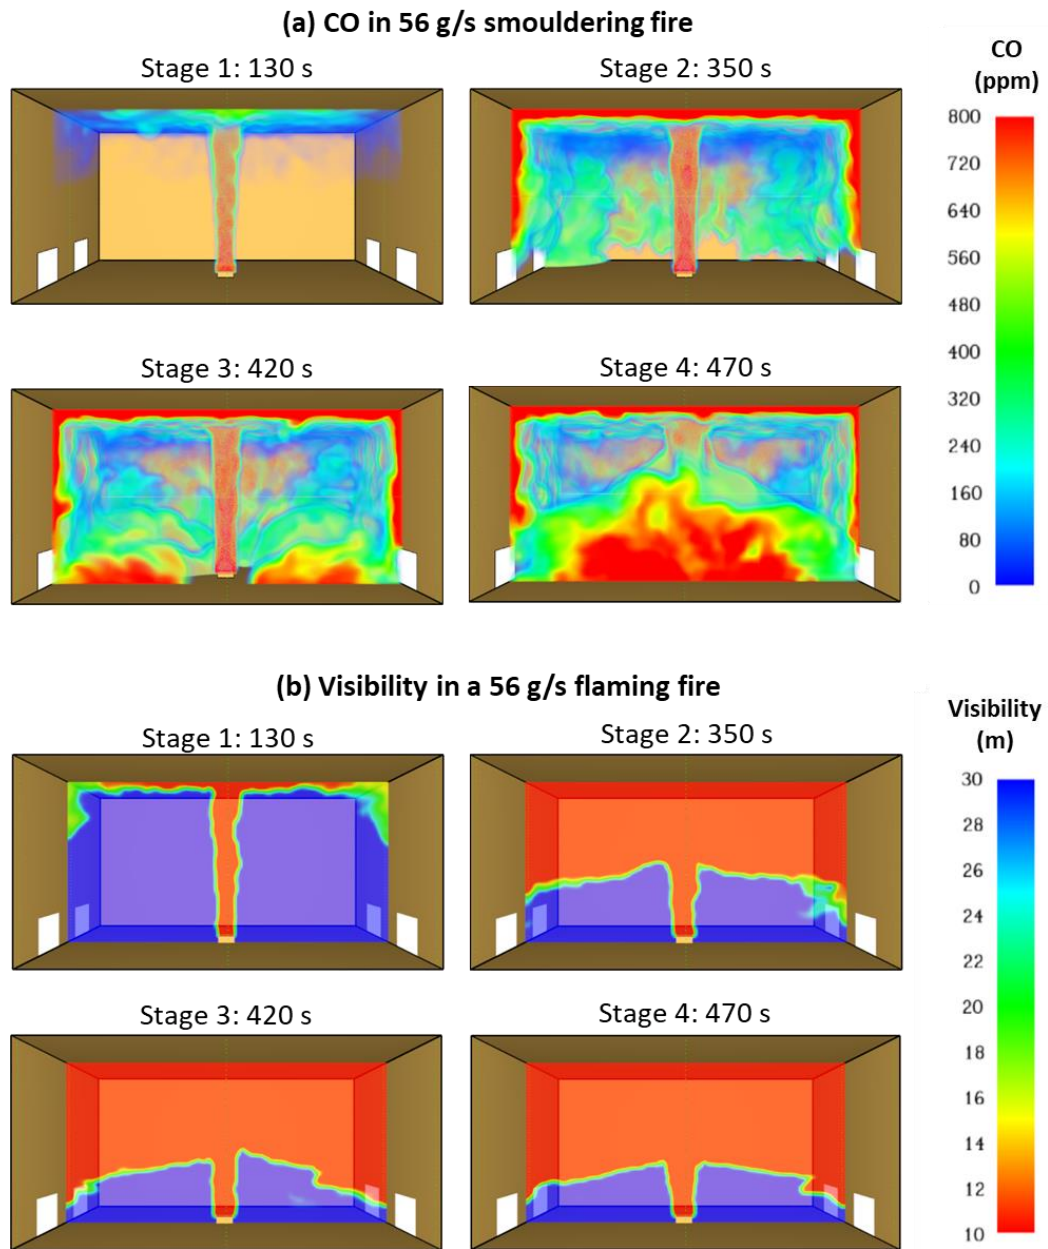 (a) CO in 56 g/s smouldering fire
Stage 1: 130 s
Stage 2: 350 s
CO
(ppm)
800
720
640
560
480
400
320
240
160
80
0
Stage 3: 420 s
Stage 4: 470 s
(b) Visibility in a 56 g/s flaming fire
Stage 1: 130 s
Stage 2: 350 s
Visibility
(m)
30
28
26
24
22
20
18
16
14
12
10
Stage 3: 420 s
Stage 4: 470 s